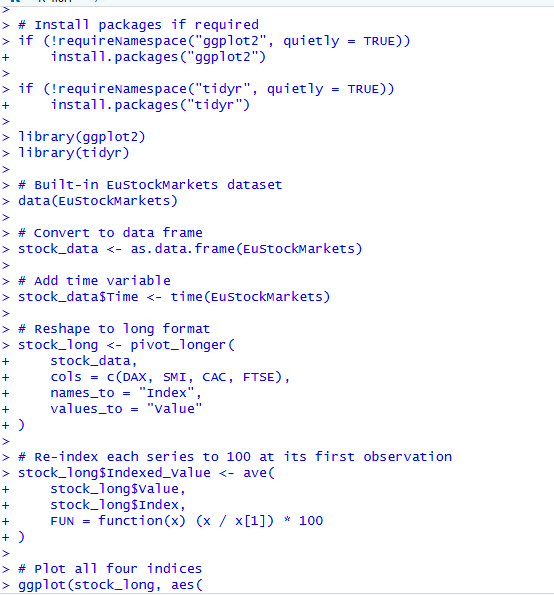 >
> # Install packages if required
> if (!requireNamespace("ggplot2", quietly = TRUE))
+     install.packages("ggplot2")
>
> if (!requireNamespace("tidyr", quietly = TRUE))
+     install.packages("tidyr")
>
> library(ggplot2)
> library(tidyr)
>
> # Built-in EuStockMarkets dataset
> data(EuStockMarkets)
>
> # Convert to data frame
> stock_data <- as.data.frame(EuStockMarkets)
>
> # Add time variable
> stock_data$Time <- time(EuStockMarkets)
>
> # Reshape to long format
> stock_long <- pivot_longer(
+     stock_data,
+     cols = c(DAX, SMI, CAC, FTSE),
+     names_to = "Index",
+     values_to = "Value"
+ )
>
> # Re-index each series to 100 at its first observation
> stock_long$Indexed_Value <- ave(
+     stock_long$Value,
+     stock_long$Index,
+     FUN = function(x) (x / x[1]) * 100
+ )
>
> # Plot all four indices
> ggplot(stock_long, aes(